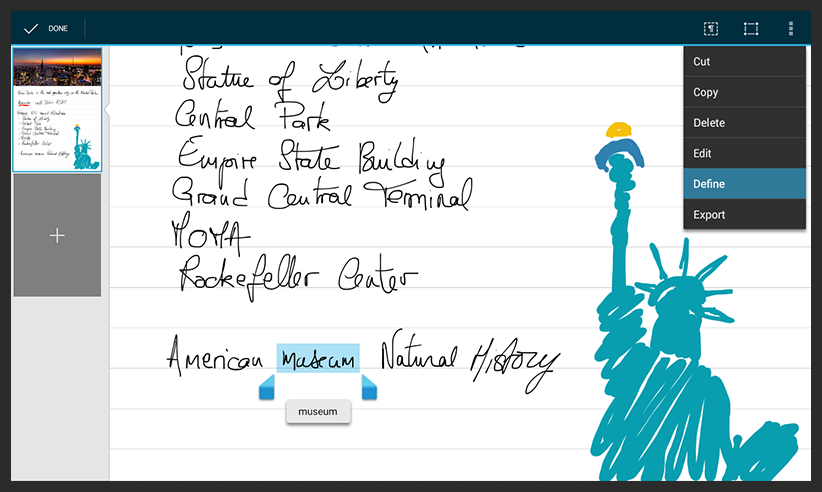 DONE
Cut
Copy
Delete
Edit
Define
Export
Statue of Liberty
Central Park
Empire State Building
Grand Central Terminal
MOMA
Rockefeller Center
American museum Natural History
museum